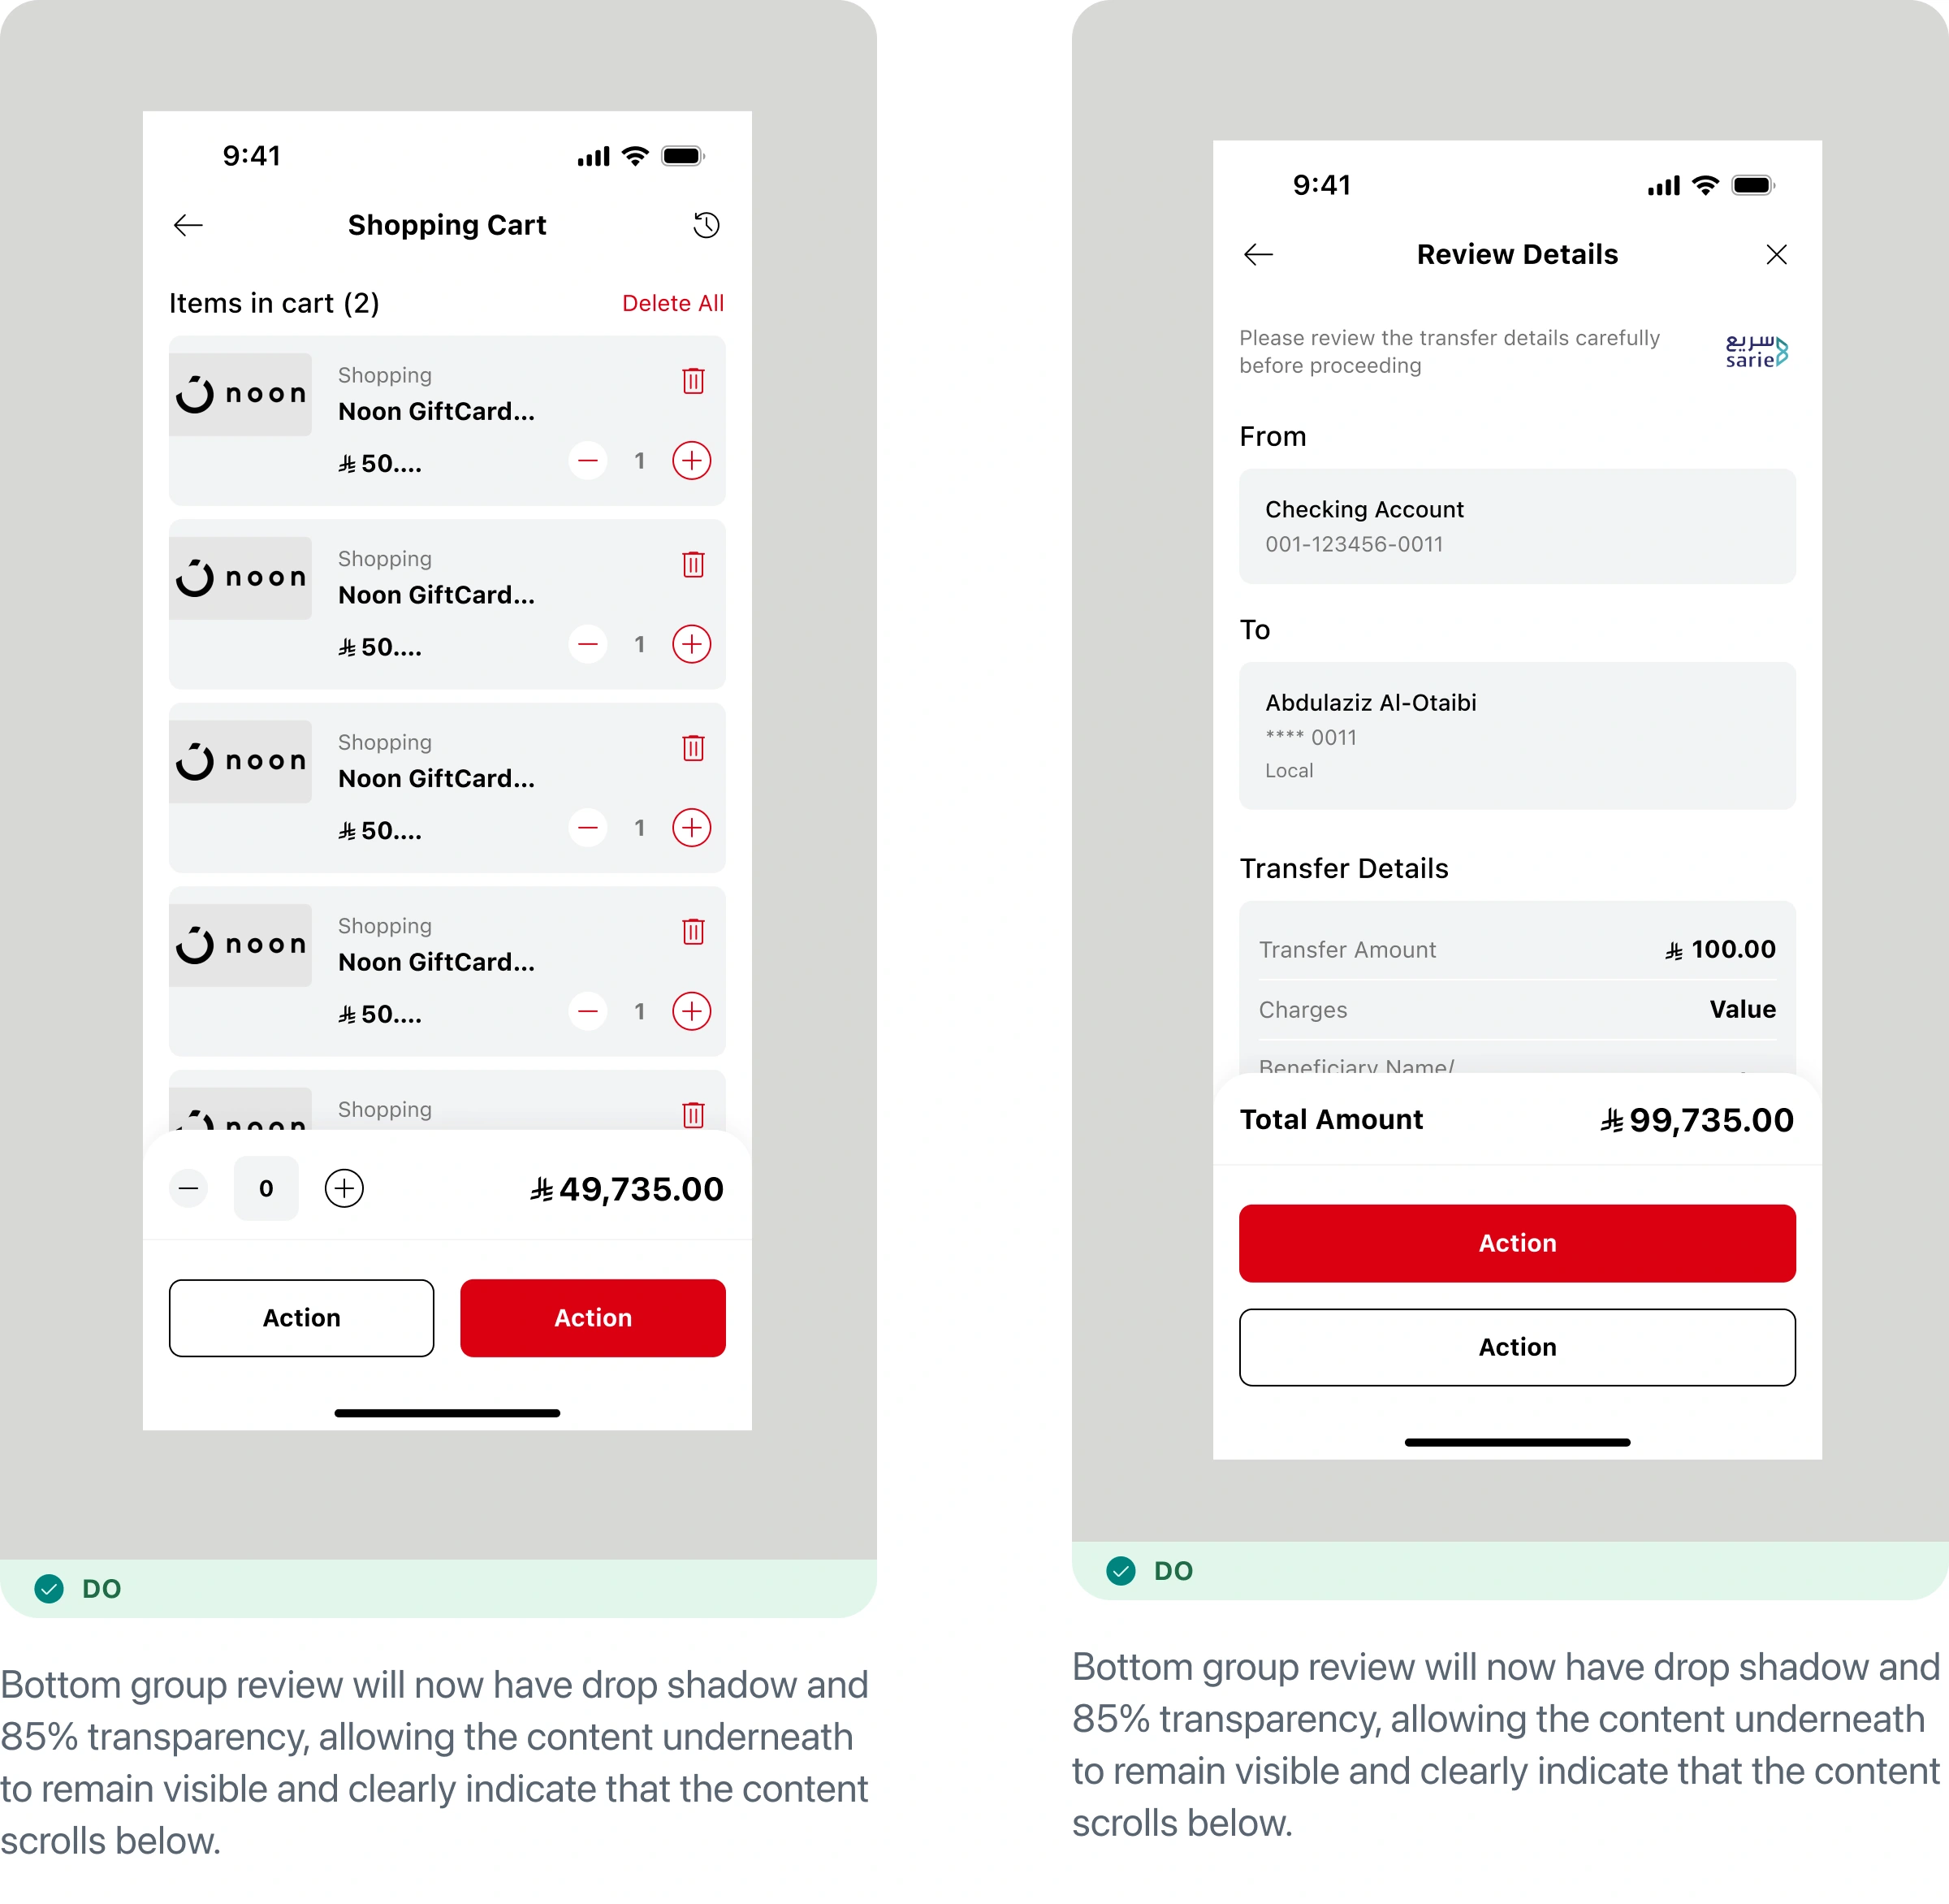 9:41
Shopping Cart
Items in cart (2)
Delete All
noon
Shopping
Noon GiftCard...
50....
1
noon
Shopping
Noon GiftCard...
50....
1
noon
Shopping
Noon GiftCard...
50....
1
noon
Shopping
Noon GiftCard...
50....
1
noon
Shopping
0
49,735.00
Action
Action
DO
Bottom group review will now have drop shadow and
85% transparency, allowing the content underneath
to remain visible and clearly indicate that the content
scrolls below.
9:41
Review Details
Please review the transfer details carefully
before proceeding
سريع
sarie
From
Checking Account
001-123456-0011
To
Abdulaziz Al-Otaibi
**** 0011
Local
Transfer Details
Transfer Amount
100.00
Charges
Value
Beneficiary Name/
Total Amount
99,735.00
Action
Action
DO
Bottom group review will now have drop shadow and
85% transparency, allowing the content underneath
to remain visible and clearly indicate that the content
scrolls below.